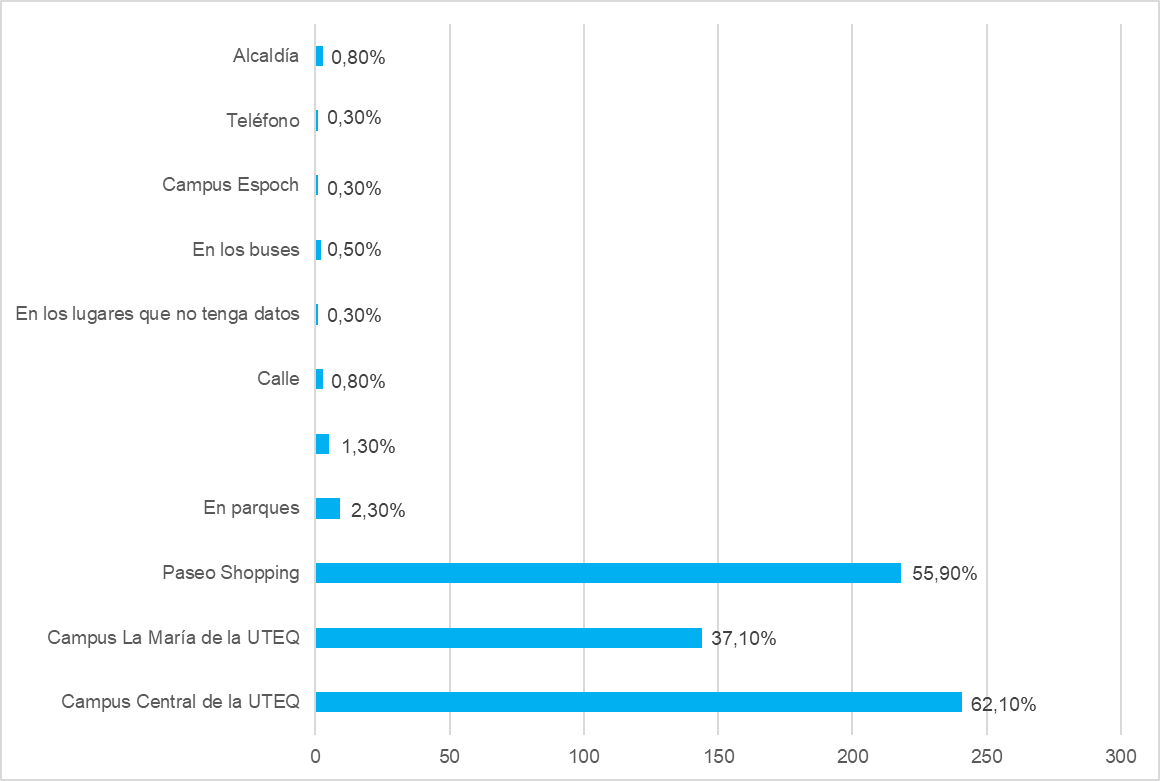 Alcaldía 0,80%
Teléfono 0,30%
Campus Espoch 0,30%
En los buses 0,50%
En los lugares que no tenga datos 0,30%
Calle 0,80%
1,30%
En parques 2,30%
Paseo Shopping 55,90%
Campus La María de la UTEQ 37,10%
Campus Central de la UTEQ 62,10%
0 50 100 150 200 250 300